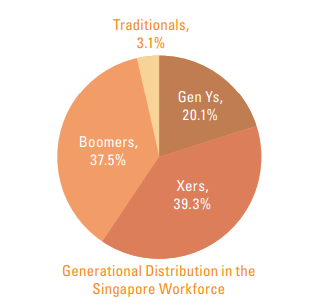 Traditionals,
3.1%
Gen Ys,
20.1%
Boomers,
37.5%
Xers,
39.3%
Generational Distribution in the
Singapore Workforce